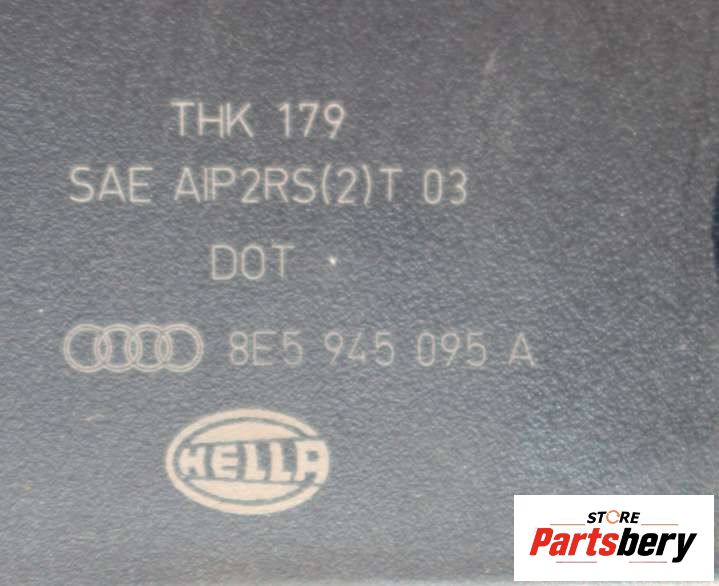 THK 179
SAE AIP2RS(2)T 03
DOT
8E5 945 095 A
HELLA
STORE
Partsbery